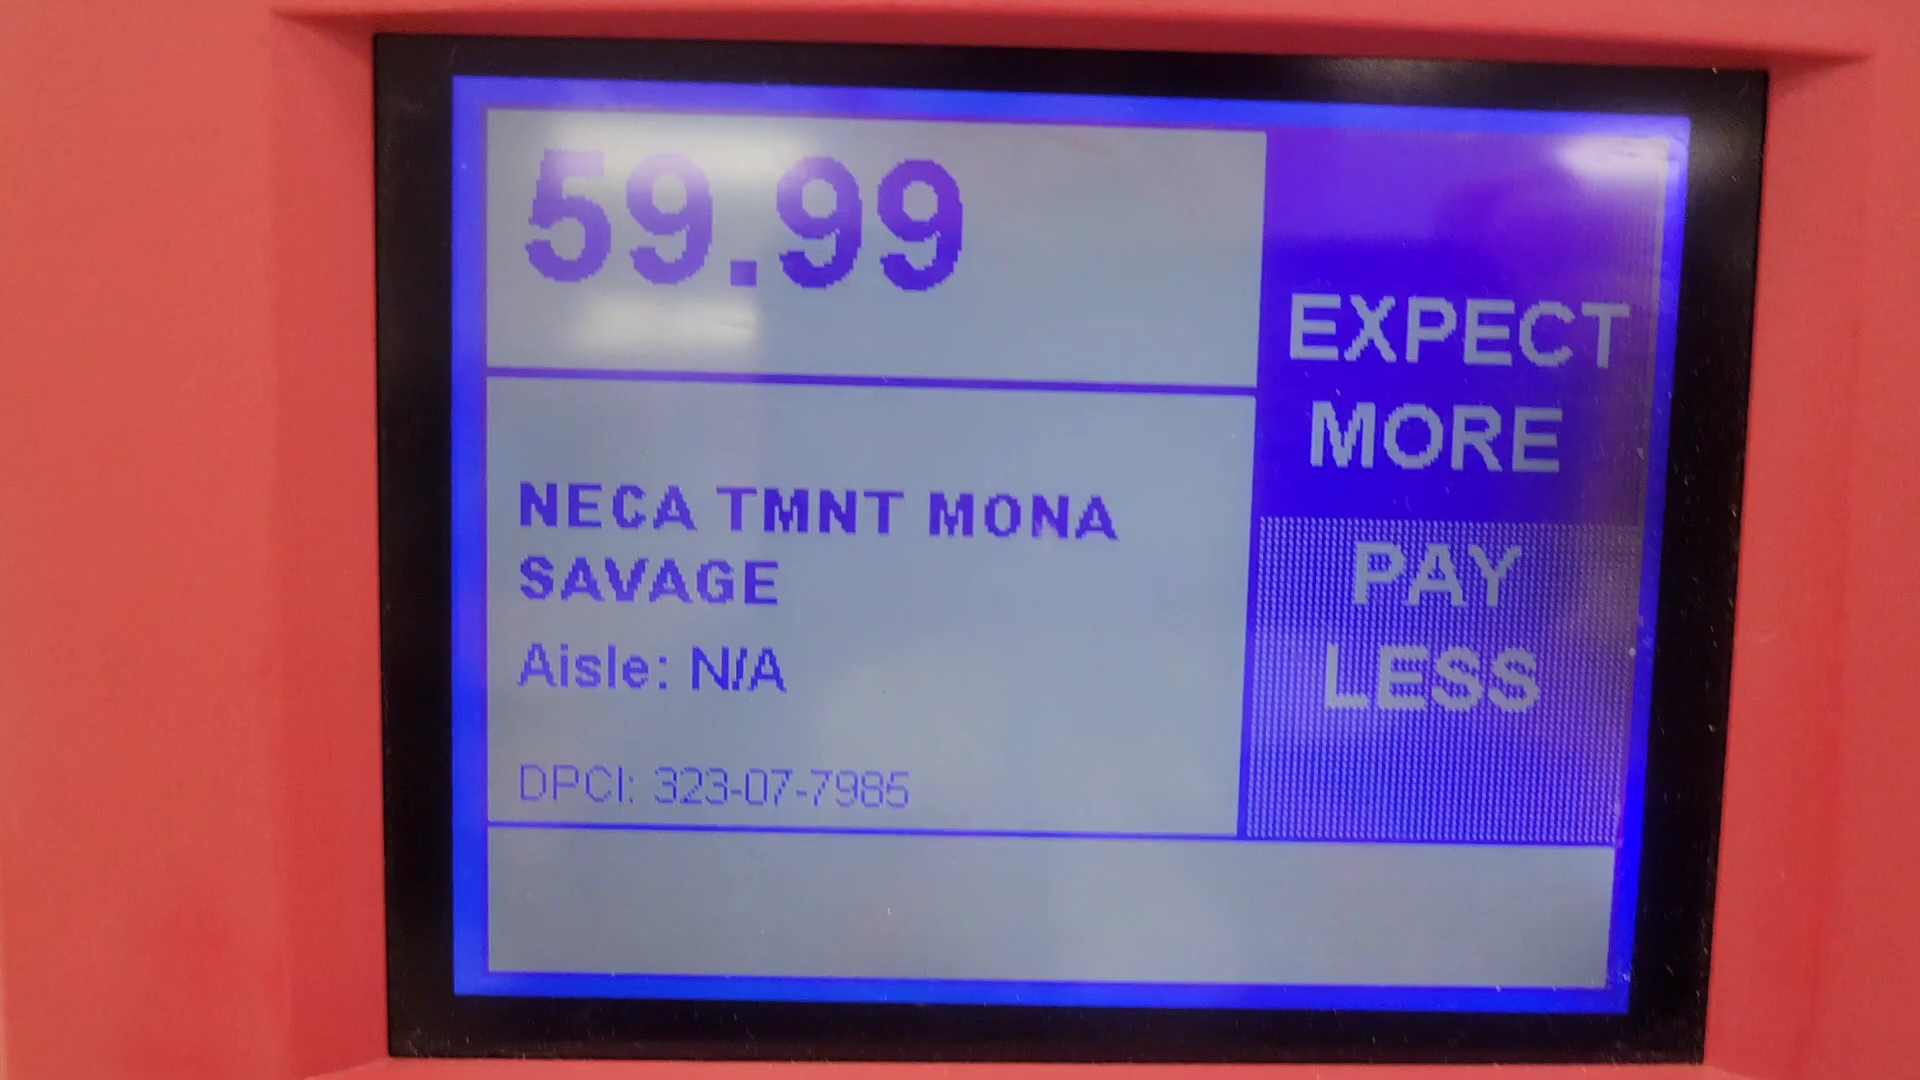 59.99
NECA TMNT MONA
SAVAGE
Aisle: N/A
DPCI: 323-07-7985
EXPECT
MORE
PAY
LESS